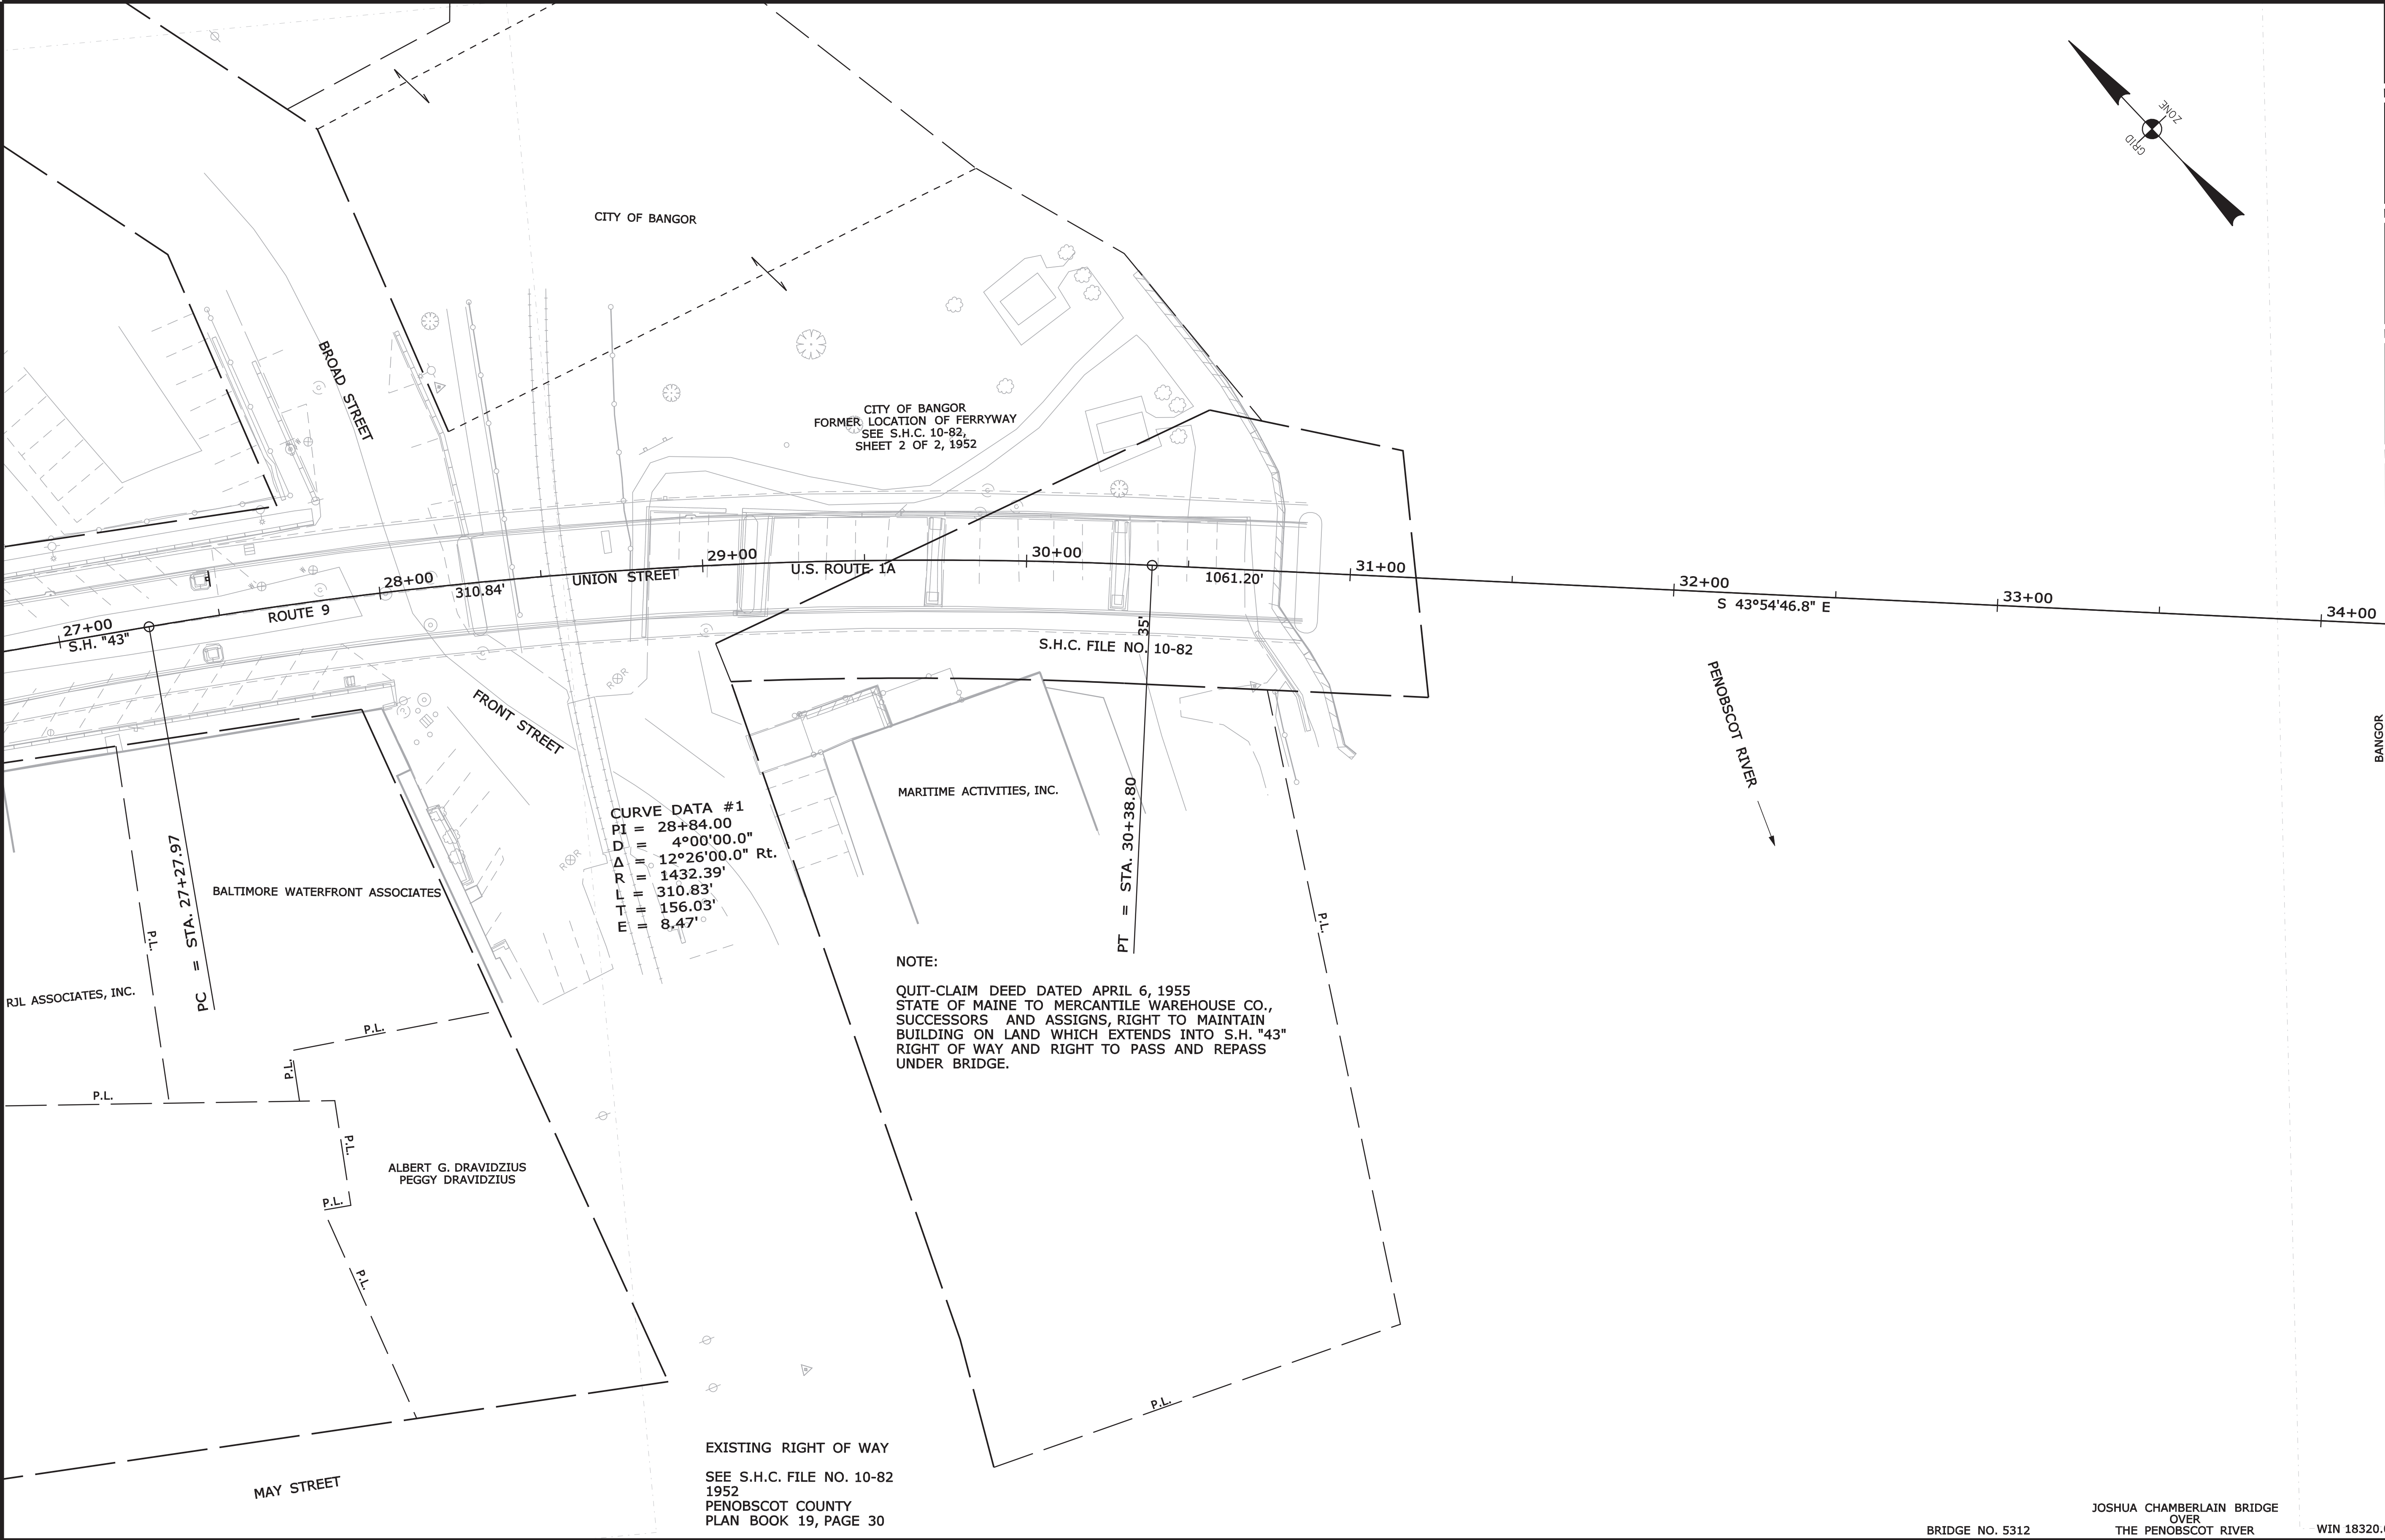 GRID
ZONE
CITY OF BANGOR
BROAD STREET
CITY OF BANGOR
FORMER LOCATION OF FERRYWAY
SEE S.H.C. 10-82,
SHEET 2 OF 2, 1952
27+00
S.H. "43"
ROUTE 9
28+00
310.84'
UNION STREET
29+00
U.S. ROUTE 1A
30+00
1061.20'
31+00
32+00
S 43°54'46.8" E
33+00
34+00
35'
S.H.C. FILE NO. 10-82
FRONT STREET
R R
PENOBSCOT RIVER
BANGOR
MARITIME ACTIVITIES, INC.
CURVE DATA #1
PI = 28+84.00
D = 4°00'00.0"
Δ = 12°26'00.0" Rt.
R = 1432.39'
L = 310.83'
T = 156.03'
E = 8.47'
R R
PC = STA. 27+27.97
PT = STA. 30+38.80
BALTIMORE WATERFRONT ASSOCIATES
P.L.
P.L.
RJL ASSOCIATES, INC.
NOTE:
QUIT-CLAIM DEED DATED APRIL 6, 1955
STATE OF MAINE TO MERCANTILE WAREHOUSE CO.,
SUCCESSORS AND ASSIGNS, RIGHT TO MAINTAIN
BUILDING ON LAND WHICH EXTENDS INTO S.H. "43"
RIGHT OF WAY AND RIGHT TO PASS AND REPASS
UNDER BRIDGE.
P.L.
P.L.
P.L.
P.L.
ALBERT G. DRAVIDZIUS
PEGGY DRAVIDZIUS
P.L.
P.L.
P.L.
MAY STREET
EXISTING RIGHT OF WAY
SEE S.H.C. FILE NO. 10-82
1952
PENOBSCOT COUNTY
PLAN BOOK 19, PAGE 30
BRIDGE NO. 5312
JOSHUA CHAMBERLAIN BRIDGE
OVER
THE PENOBSCOT RIVER
WIN 18320.